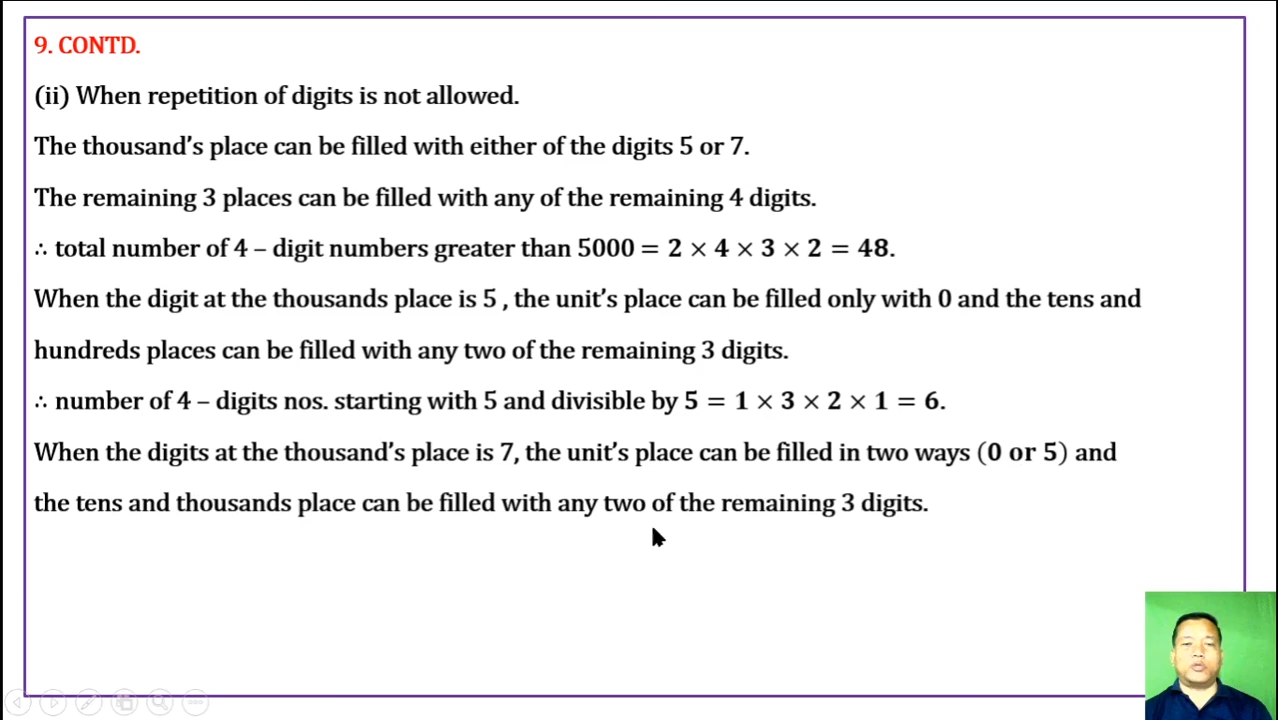 9. CONTD.
(ii) When repetition of digits is not allowed.
The thousand’s place can be filled with either of the digits 5 or 7.
The remaining 3 places can be filled with any of the remaining 4 digits.
∴ total number of 4 – digit numbers greater than 5000 = 2 × 4 × 3 × 2 = 48.
When the digit at the thousands place is 5 , the unit’s place can be filled only with 0 and the tens and
hundreds places can be filled with any two of the remaining 3 digits.
∴ number of 4 – digits nos. starting with 5 and divisible by 5 = 1 × 3 × 2 × 1 = 6.
When the digits at the thousand’s place is 7, the unit’s place can be filled in two ways (0 or 5) and
the tens and thousands place can be filled with any two of the remaining 3 digits.